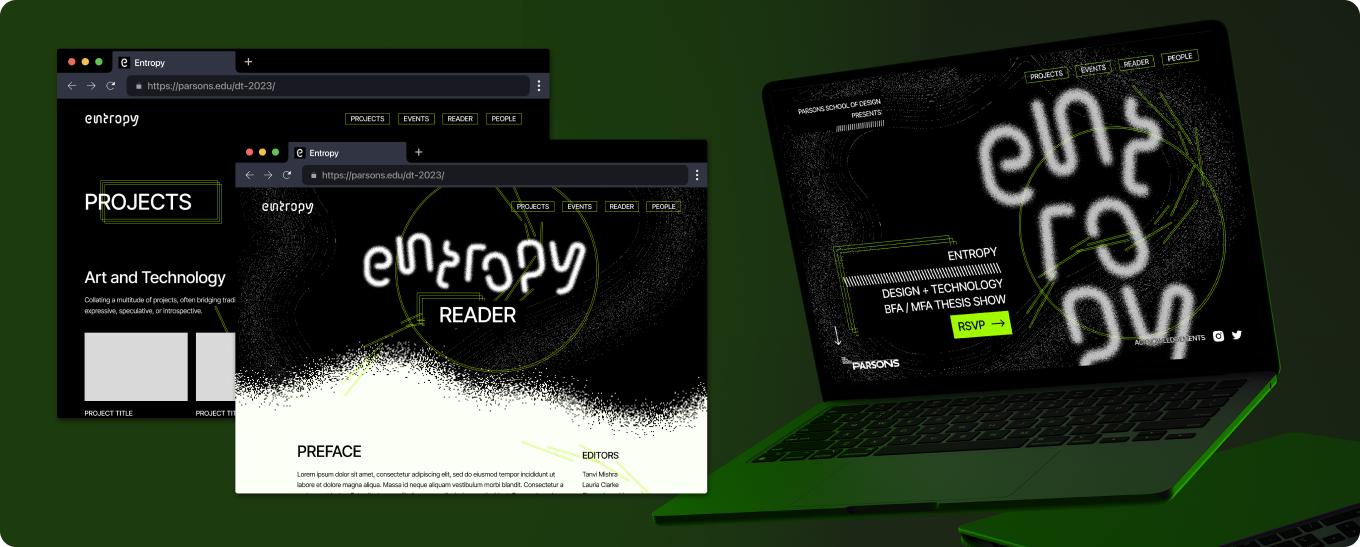 Entropy
https://parsons.edu/dt-2023/
entropy
PROJECTS EVENTS READER PEOPLE
PROJECTS
Art and Technology
Collating a multitude of projects, often bridging tradi
expressive, speculative, or introspective.
PROJECT TITLE PROJECT TIT
Entropy
https://parsons.edu/dt-2023/
entropy
PROJECTS EVENTS READER PEOPLE
entropy
READER
PREFACE
Lorem ipsum dolor sit amet, consectetur adipiscing elit, sed do eiusmod tempor incididunt ut
labore et dolore magna aliqua. Massa id neque aliquam vestibulum morbi blandit. Consectetur a
EDITORS
Tanvi Mishra
Lauria Clarke
PROJECTS EVENTS READER PEOPLE
PARSONS SCHOOL OF DESIGN
PRESENTS
ent
ro
py
ENTROPY
DESIGN + TECHNOLOGY
BFA / MFA THESIS SHOW
RSVP →
PARSONS
ACKNOWLEDGEMENTS